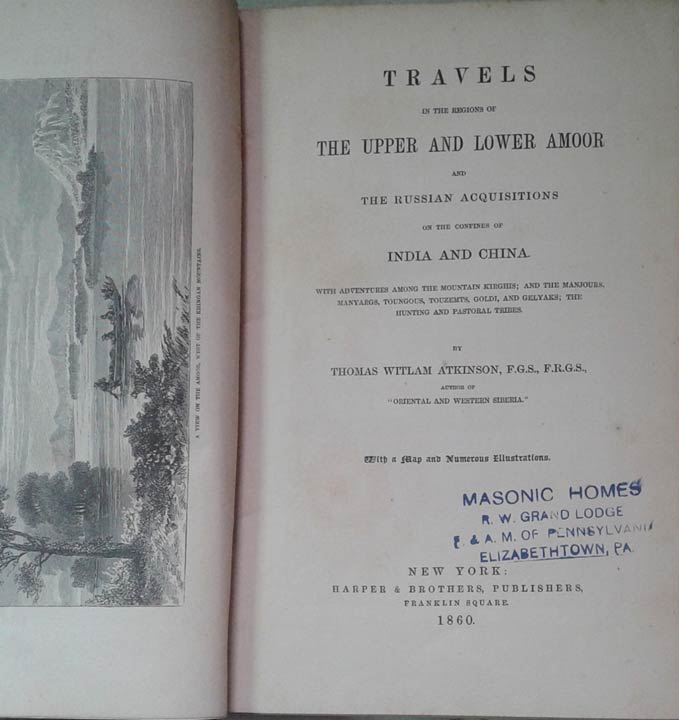 A VIEW ON THE AMOOR, WEST OF THE KHINGAN MOUNTAINS.
TRAVELS
IN THE REGIONS OF
THE UPPER AND LOWER AMOOR
AND
THE RUSSIAN ACQUISITIONS
ON THE CONFINES OF
INDIA AND CHINA.
WITH ADVENTURES AMONG THE MOUNTAIN KIRGHIS; AND THE MANJOURS,
MANYARGS, TOUNGOUS, TOUZEMTS, GOLDI, AND GELYAKS; THE
HUNTING AND PASTORAL TRIBES.
BY
THOMAS WITLAM ATKINSON, F.G.S., F.R.G.S.,
AUTHOR OF
"ORIENTAL AND WESTERN SIBERIA."
With a Map and Numerous Illustrations.
MASONIC HOMES
R. W. GRAND LODGE
F. & A. M. OF PENNSYLVANIA
ELIZABETHTOWN, PA.
NEW YORK:
HARPER & BROTHERS, PUBLISHERS,
FRANKLIN SQUARE.
1860.